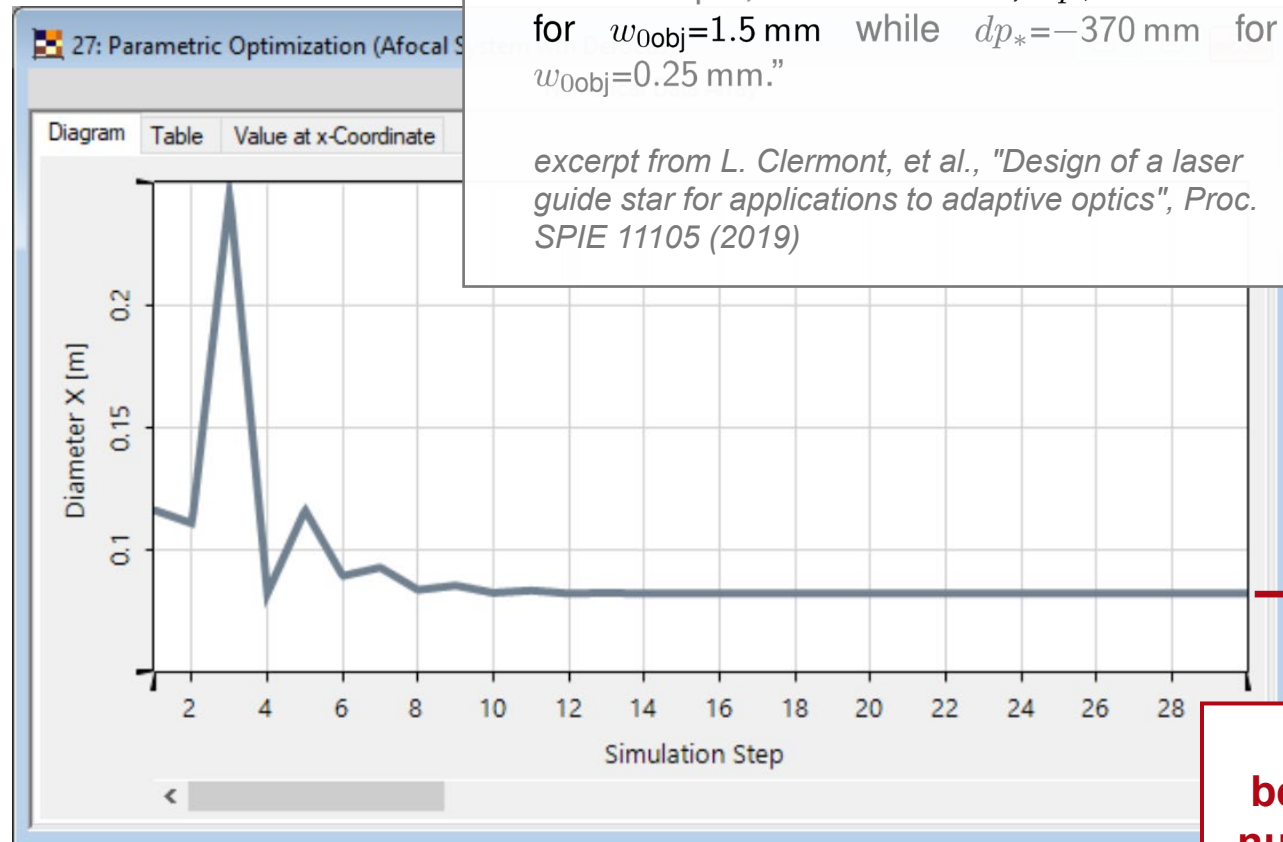 for w0obj=1.5 mm while dp*=−370 mm for
w0obj=0.25 mm.”
27: Parametric Optimization (Afocal
excerpt from L. Clermont, et al., "Design of a laser
guide star for applications to adaptive optics", Proc.
SPIE 11105 (2019)
Diagram Table Value at x-Coordinate
Diameter X [m]
0.2
0.15
0.1
2 4 6 8 10 12 14 16 18 20 22 24 26 28
Simulation Step